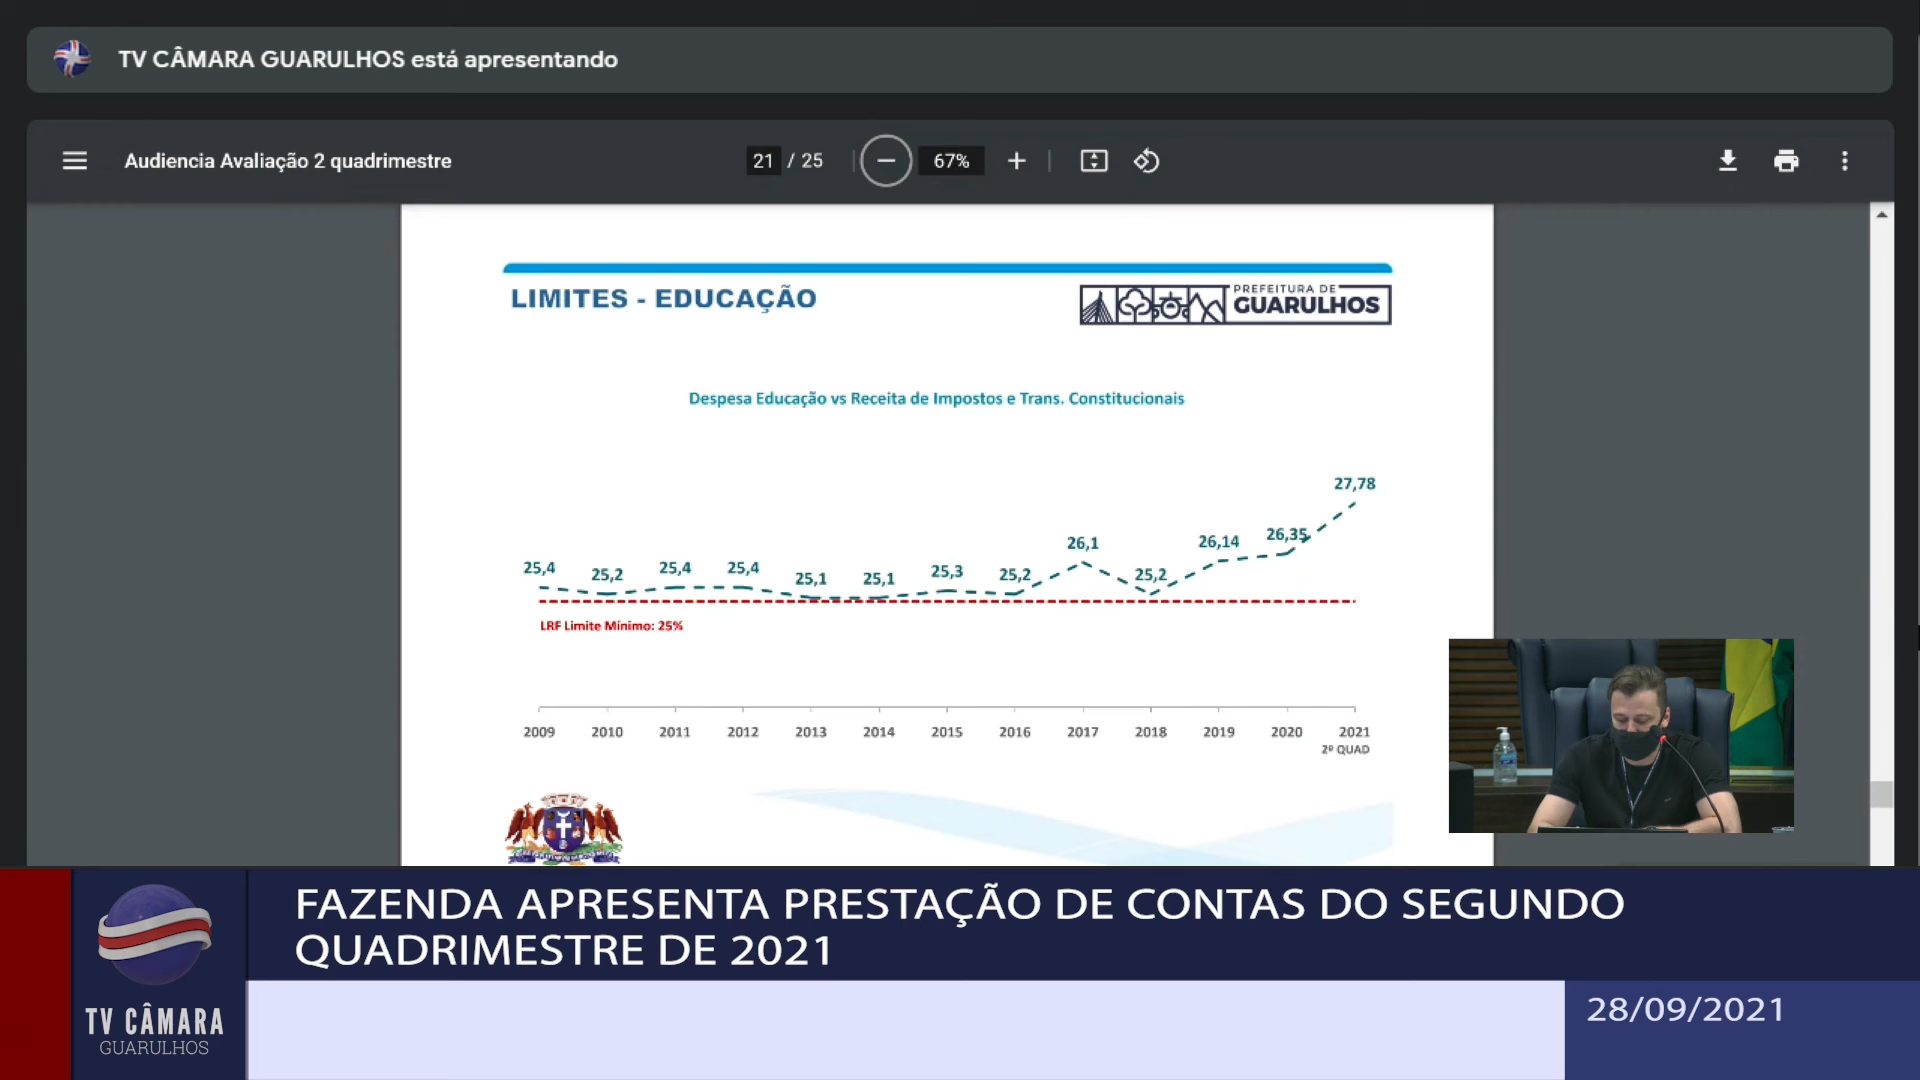 TV CÂMARA GUARULHOS está apresentando
Audiencia Avaliação 2 quadrimestre
21 / 25
67%
LIMITES - EDUCAÇÃO
PREFEITURA DE
GUARULHOS
Despesa Educação vs Receita de Impostos e Trans. Constitucionais
25,4 25,2 25,4 25,4 25,1 25,1 25,3 25,2 26,1 25,2 26,14 26,35 27,78
LRF Limite Mínimo: 25%
2009 2010 2011 2012 2013 2014 2015 2016 2017 2018 2019 2020 2021
2º QUAD
FAZENDA APRESENTA PRESTAÇÃO DE CONTAS DO SEGUNDO
QUADRIMESTRE DE 2021
TV CÂMARA
GUARULHOS
28/09/2021